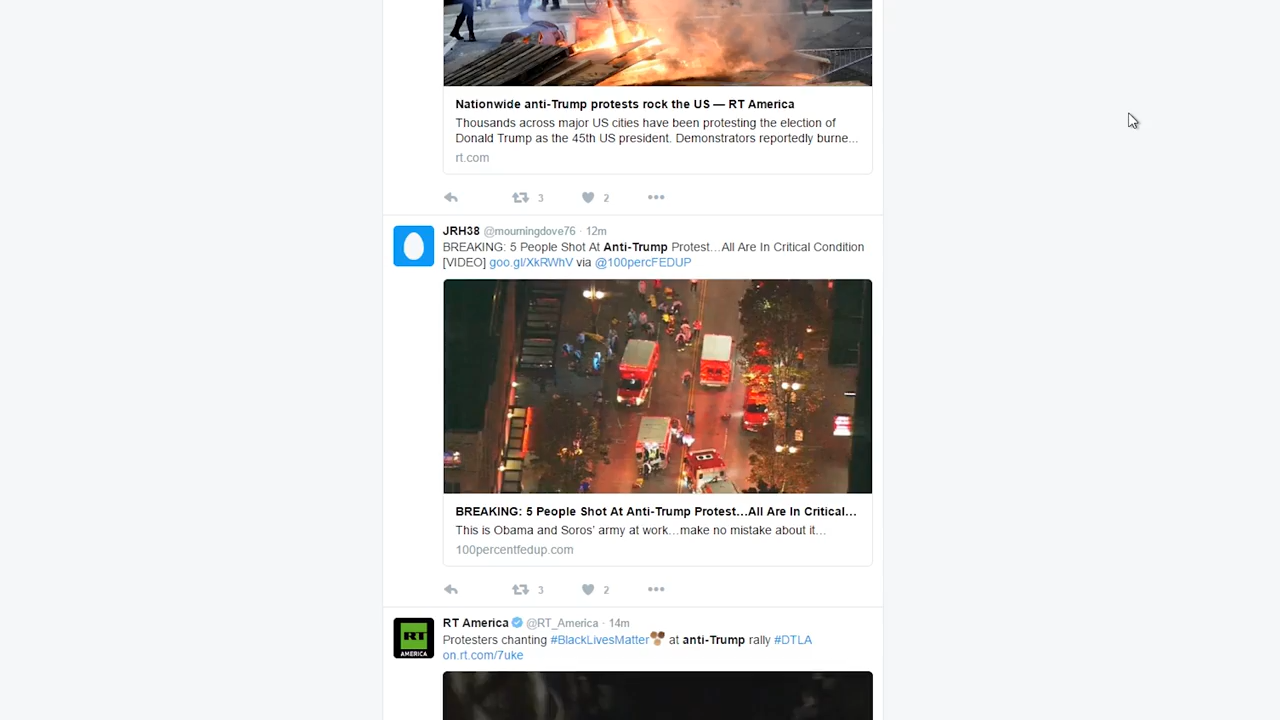 Nationwide anti-Trump protests rock the US — RT America
Thousands across major US cities have been protesting the election of
Donald Trump as the 45th US president. Demonstrators reportedly burne...
rt.com
3 2
JRH38 @mourningdove76 · 12m
BREAKING: 5 People Shot At Anti-Trump Protest…All Are In Critical Condition
[VIDEO] goo.gl/XkRWhV via @100percFEDUP
BREAKING: 5 People Shot At Anti-Trump Protest…All Are In Critical...
This is Obama and Soros' army at work…make no mistake about it…
100percentfedup.com
3 2
RT America @RT_America · 14m
Protesters chanting #BlackLivesMatter at anti-Trump rally #DTLA
on.rt.com/7uke
RT
AMERICA